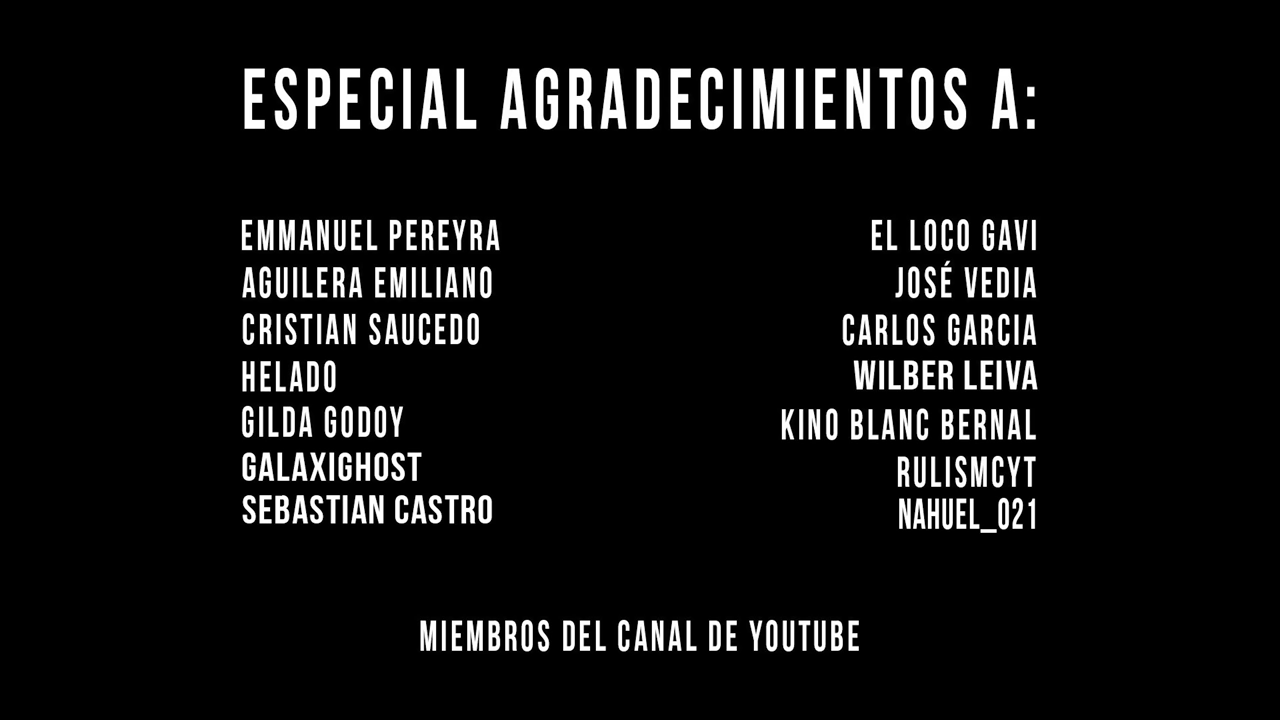 ESPECIAL AGRADECIMIENTOS A:
EMMANUEL PEREYRA
AGUILERA EMILIANO
CRISTIAN SAUCEDO
HELADO
GILDA GODOY
GALAXIGHOST
SEBASTIAN CASTRO
EL LOCO GAVI
JOSÉ VEDIA
CARLOS GARCIA
WILBER LEIVA
KINO BLANC BERNAL
RULISMCYT
NAHUEL_021
MIEMBROS DEL CANAL DE YOUTUBE